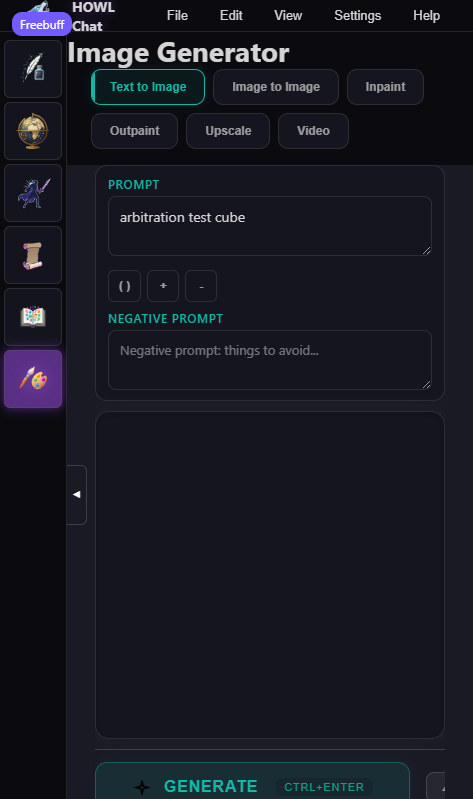 HOWL
Chat
Freebuff
File Edit View Settings Help
Image Generator
Text to Image Image to Image Inpaint
Outpaint Upscale Video
PROMPT
arbitration test cube
( ) + -
NEGATIVE PROMPT
Negative prompt: things to avoid...
GENERATE CTRL+ENTER